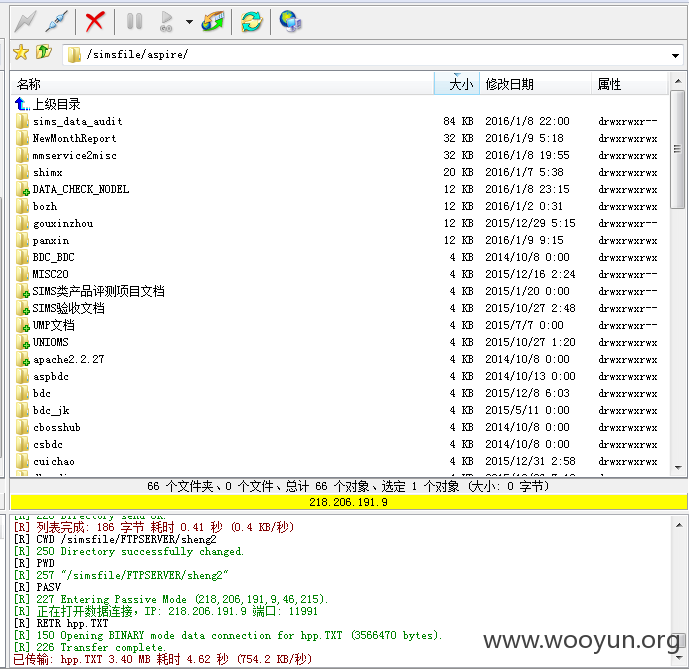 /simsfile/aspire/
名称 大小 修改日期 属性
上级目录
sims_data_audit 84 KB 2016/1/8 22:00 drwxrwxr--
NewMonthReport 32 KB 2016/1/9 5:18 drwxrwxrwx
mmservice2misc 32 KB 2016/1/8 19:55 drwxrwxrwx
shimx 20 KB 2016/1/7 5:38 drwxrwxrwx
DATA_CHECK_NODEL 12 KB 2016/1/8 23:15 drwxrwxrwx
bozh 12 KB 2016/1/2 0:31 drwxrwxrwx
gouxinzhou 12 KB 2015/12/29 5:15 drwxrwxr--
panxin 12 KB 2016/1/9 9:15 drwxrwxrwx
BDC_BDC 4 KB 2014/10/8 0:00 drwxrwxr--
MISC20 4 KB 2015/12/16 2:24 drwxrwxr--
SIMS类产品评测项目文档 4 KB 2015/1/20 0:00 drwxrwxr--
SIMS验收文档 4 KB 2015/10/27 2:48 drwxrwxr--
UMP文档 4 KB 2015/7/7 0:00 drwxrwxr--
UNIOMS 4 KB 2015/10/27 1:20 drwxrwxrwx
apache2.2.27 4 KB 2014/10/8 0:00 drwxrwxrwx
aspbdc 4 KB 2014/10/13 0:00 drwxrwxrwx
bdc 4 KB 2015/12/8 6:03 drwxrwxrwx
bdc_jk 4 KB 2015/5/11 0:00 drwxrwxrwx
cbosshub 4 KB 2014/10/8 0:00 drwxrwxrwx
csbdc 4 KB 2014/10/8 0:00 drwxrwxrwx
cuichao 4 KB 2015/12/31 2:58 drwxrwxrwx
66 个文件夹、0 个文件、总计 66 个对象、选定 1 个对象 (大小: 0 字节)
218.206.191.9
[R] 列表完成: 186 字节 耗时 0.41 秒 (0.4 KB/秒)
[R] CWD /simsfile/FTPSERVER/sheng2
[R] 250 Directory successfully changed.
[R] PWD
[R] 257 "/simsfile/FTPSERVER/sheng2"
[R] PASV
[R] 227 Entering Passive Mode (218,206,191,9,46,215).
[R] 正在打开数据连接，IP: 218.206.191.9 端口: 11991
[R] RETR hpp.TXT
[R] 150 Opening BINARY mode data connection for hpp.TXT (3566470 bytes).
[R] 226 Transfer complete.
已传输: hpp.TXT 3.40 MB 耗时 4.62 秒 (754.2 KB/秒)
www.wooyun.org